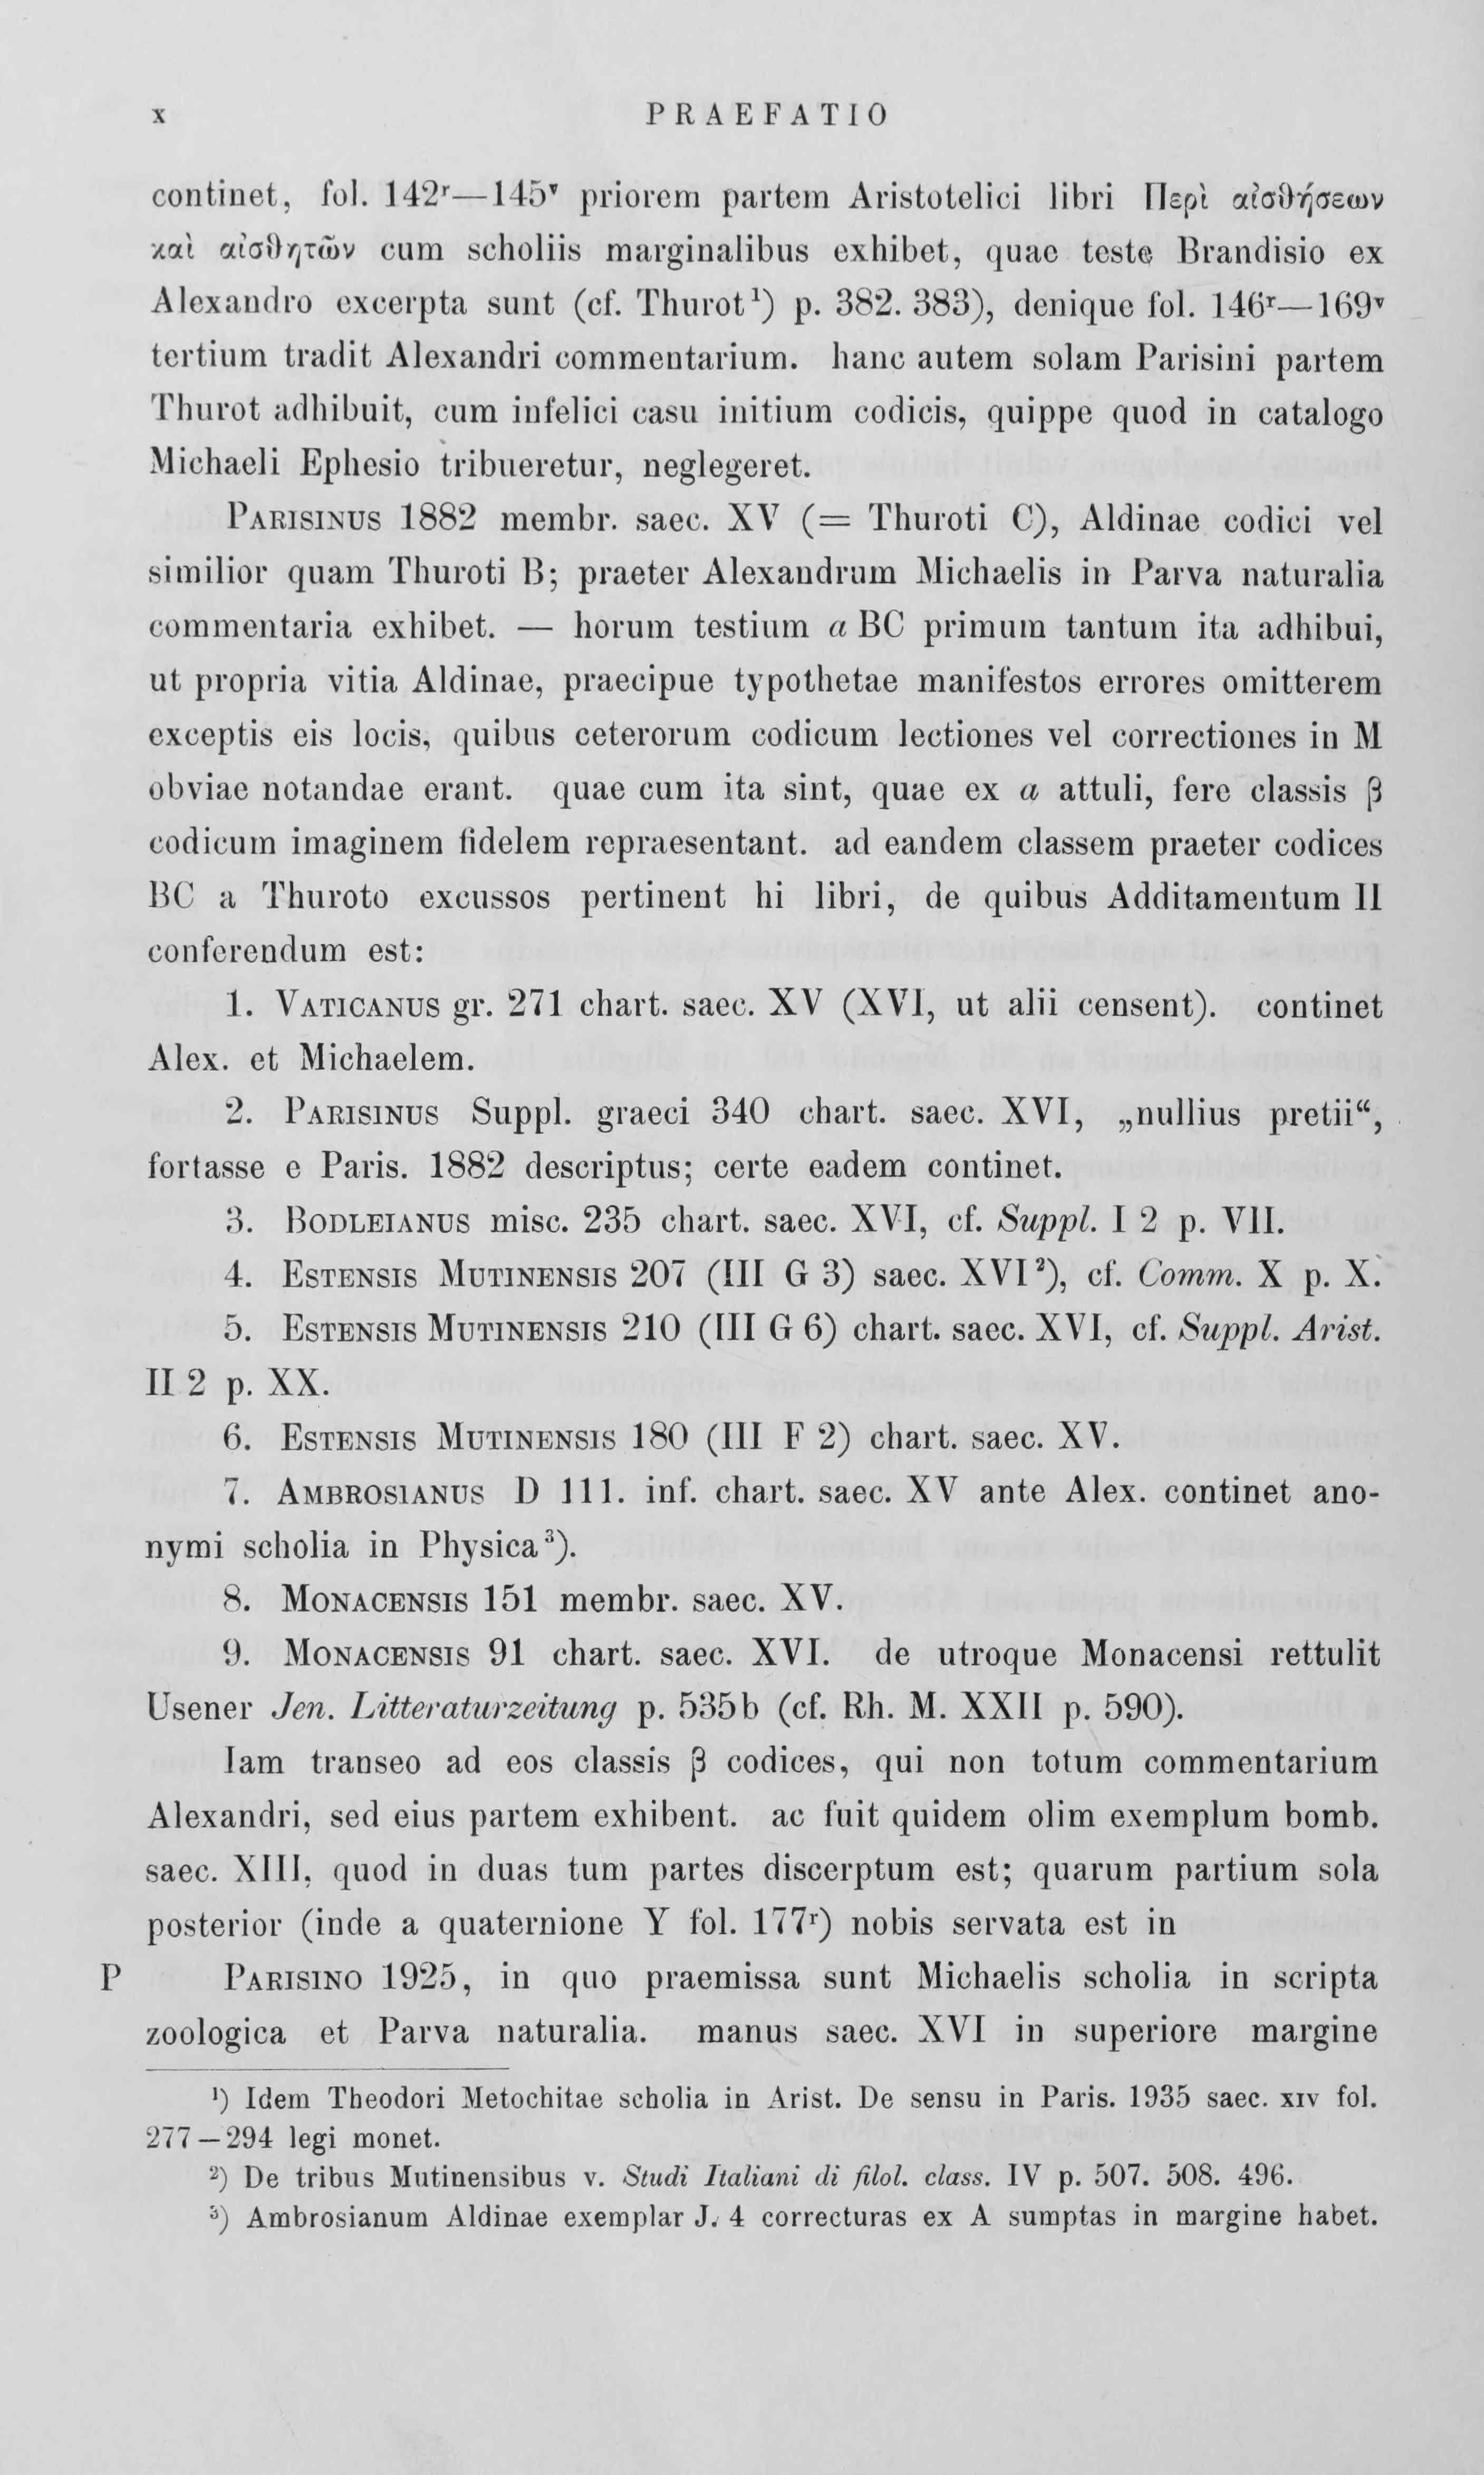 x PRAEFATIO
continet, fol. 142ʳ—145ᵛ priorem partem Aristotelici libri Περὶ αἰσθήσεων
καὶ αἰσθητῶν cum scholiis marginalibus exhibet, quae teste Brandisio ex
Alexandro excerpta sunt (cf. Thurot¹) p. 382. 383), denique fol. 146ʳ—169ᵛ
tertium tradit Alexandri commentarium. hanc autem solam Parisini partem
Thurot adhibuit, cum infelici casu initium codicis, quippe quod in catalogo
Michaeli Ephesio tribueretur, neglegeret.
PARISINUS 1882 membr. saec. XV (= Thuroti C), Aldinae codici vel
similior quam Thuroti B; praeter Alexandrum Michaelis in Parva naturalia
commentaria exhibet. — horum testium a BC primum tantum ita adhibui,
ut propria vitia Aldinae, praecipue typothetae manifestos errores omitterem
exceptis eis locis, quibus ceterorum codicum lectiones vel correctiones in M
obviae notandae erant. quae cum ita sint, quae ex a attuli, fere classis β
codicum imaginem fidelem repraesentant. ad eandem classem praeter codices
BC a Thuroto excussos pertinent hi libri, de quibus Additamentum II
conferendum est:
1. VATICANUS gr. 271 chart. saec. XV (XVI, ut alii censent). continet
Alex. et Michaelem.
2. PARISINUS Suppl. graeci 340 chart. saec. XVI, „nullius pretii“,
fortasse e Paris. 1882 descriptus; certe eadem continet.
3. BODLEIANUS misc. 235 chart. saec. XVI, cf. Suppl. I 2 p. VII.
4. ESTENSIS MUTINENSIS 207 (III G 3) saec. XVI²), cf. Comm. X p. X.
5. ESTENSIS MUTINENSIS 210 (III G 6) chart. saec. XVI, cf. Suppl. Arist.
II 2 p. XX.
6. ESTENSIS MUTINENSIS 180 (III F 2) chart. saec. XV.
7. AMBROSIANUS D 111. inf. chart. saec. XV ante Alex. continet ano-
nymi scholia in Physica³).
8. MONACENSIS 151 membr. saec. XV.
9. MONACENSIS 91 chart. saec. XVI. de utroque Monacensi rettulit
Usener Jen. Litteraturzeitung p. 535b (cf. Rh. M. XXII p. 590).
Iam transeo ad eos classis β codices, qui non totum commentarium
Alexandri, sed eius partem exhibent. ac fuit quidem olim exemplum bomb.
saec. XIII, quod in duas tum partes discerptum est; quarum partium sola
posterior (inde a quaternione Y fol. 177ʳ) nobis servata est in
P PARISINO 1925, in quo praemissa sunt Michaelis scholia in scripta
zoologica et Parva naturalia. manus saec. XVI in superiore margine
¹) Idem Theodori Metochitae scholia in Arist. De sensu in Paris. 1935 saec. XIV fol.
277—294 legi monet.
²) De tribus Mutinensibus v. Studi Italiani di filol. class. IV p. 507. 508. 496.
³) Ambrosianum Aldinae exemplar J. 4 correcturas ex A sumptas in margine habet.